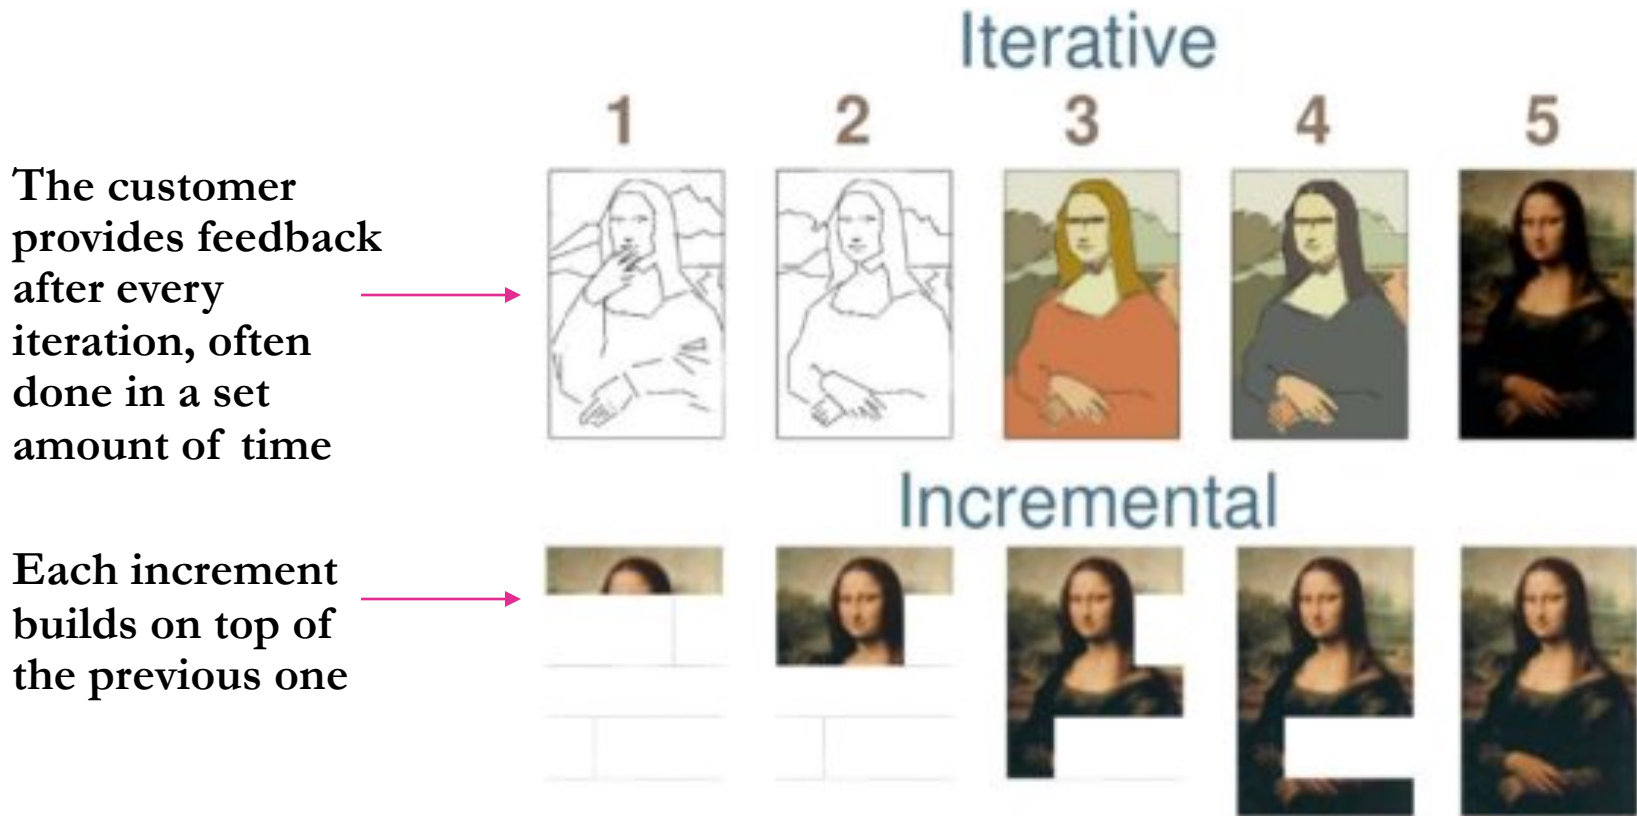 Iterative
1 2 3 4 5
The customer
provides feedback
after every
iteration, often
done in a set
amount of time
Incremental
Each increment
builds on top of
the previous one